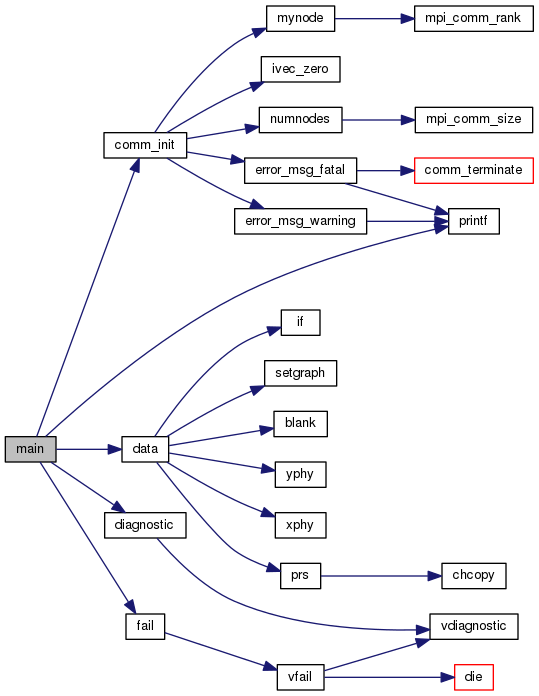 mynode
mpi_comm_rank
ivec_zero
numnodes
mpi_comm_size
comm_init
error_msg_fatal
comm_terminate
error_msg_warning
printf
if
setgraph
blank
main
data
yphy
xphy
diagnostic
prs
chcopy
fail
vdiagnostic
vfail
die